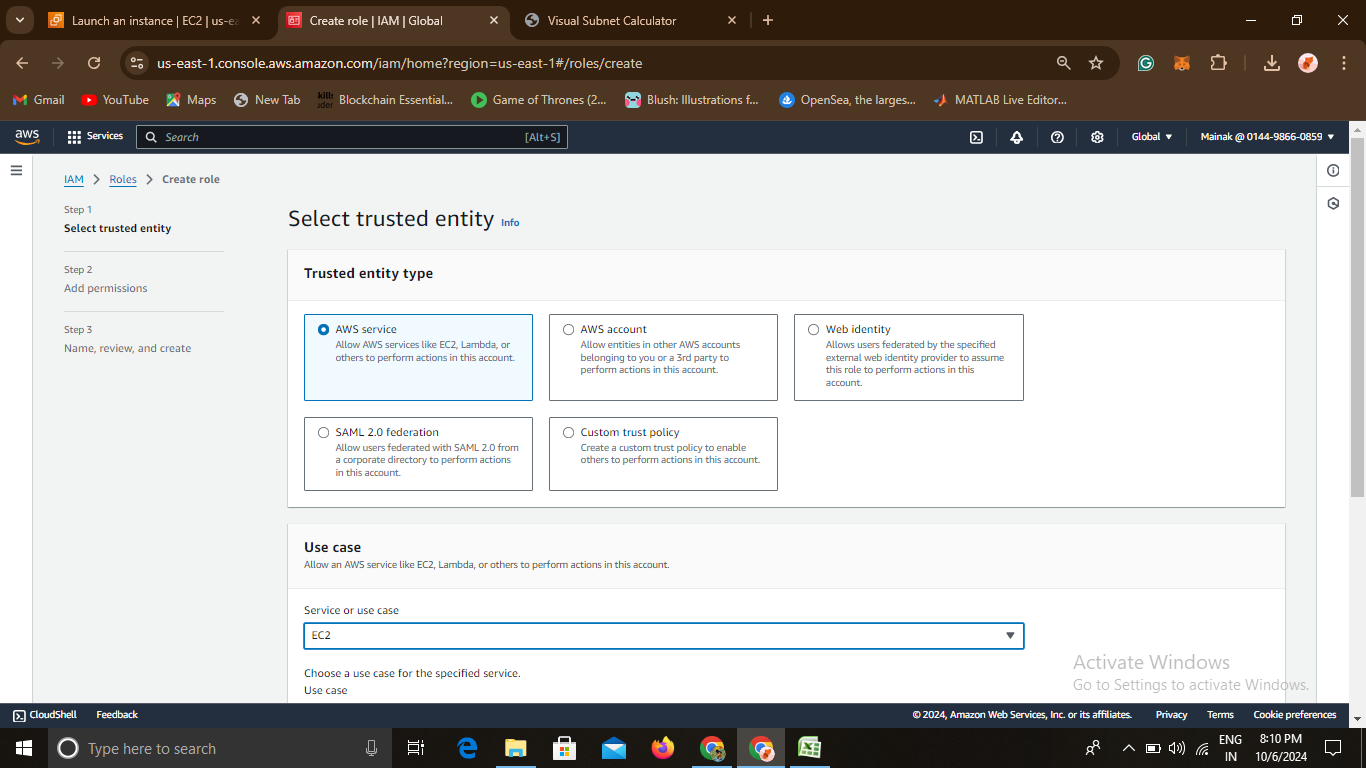 Launch an instance | EC2 | us-ea
Create role | IAM | Global
Visual Subnet Calculator
us-east-1.console.aws.amazon.com/iam/home?region=us-east-1#/roles/create
Gmail
YouTube
Maps
New Tab
Blockchain Essential...
Game of Thrones (2...
Blush: Illustrations f...
OpenSea, the larges...
MATLAB Live Editor...
aws
Services
Search
[Alt+S]
Global
Mainak @ 0144-9866-0859
IAM
Roles
Create role
Step 1
Select trusted entity
Step 2
Add permissions
Step 3
Name, review, and create
Select trusted entity Info
Trusted entity type
AWS service
Allow AWS services like EC2, Lambda, or
others to perform actions in this account.
AWS account
Allow entities in other AWS accounts
belonging to you or a 3rd party to
perform actions in this account.
Web identity
Allows users federated by the specified
external web identity provider to assume
this role to perform actions in this
account.
SAML 2.0 federation
Allow users federated with SAML 2.0 from
a corporate directory to perform actions
in this account.
Custom trust policy
Create a custom trust policy to enable
others to perform actions in this account.
Use case
Allow an AWS service like EC2, Lambda, or others to perform actions in this account.
Service or use case
EC2
Choose a use case for the specified service.
Use case
Activate Windows
Go to Settings to activate Windows.
CloudShell
Feedback
© 2024, Amazon Web Services, Inc. or its affiliates.
Privacy
Terms
Cookie preferences
Type here to search
ENG
IN
8:10 PM
10/6/2024